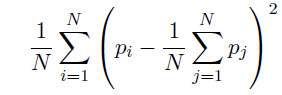 \frac{1}{N} \sum_{i=1}^{N} \left( p_i - \frac{1}{N} \sum_{j=1}^{N} p_j \right)^2